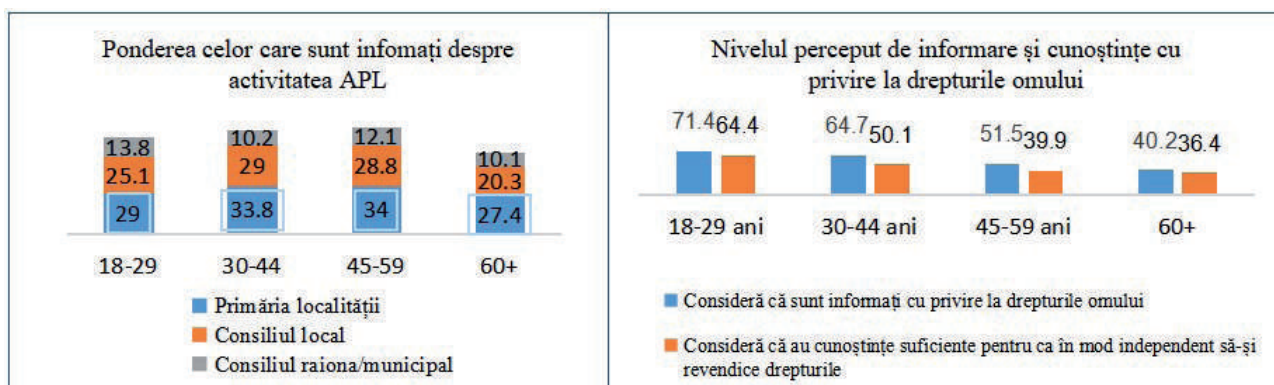 Ponderea celor care sunt infomați despre
activitatea APL
13.8 10.2 12.1 10.1
25.1 29 28.8 20.3
29 33.8 34 27.4
18-29 30-44 45-59 60+
Primăria localității
Consiliul local
Consiliul raiona/municipal
Nivelul perceput de informare și cunoștințe cu
privire la drepturile omului
71.4 64.4 64.7 50.1 51.5 39.9 40.2 36.4
18-29 ani 30-44 ani 45-59 ani 60+
Consideră că sunt informați cu privire la drepturile omului
Consideră că au cunoștințe suficiente pentru ca în mod independent să-și
revendice drepturile